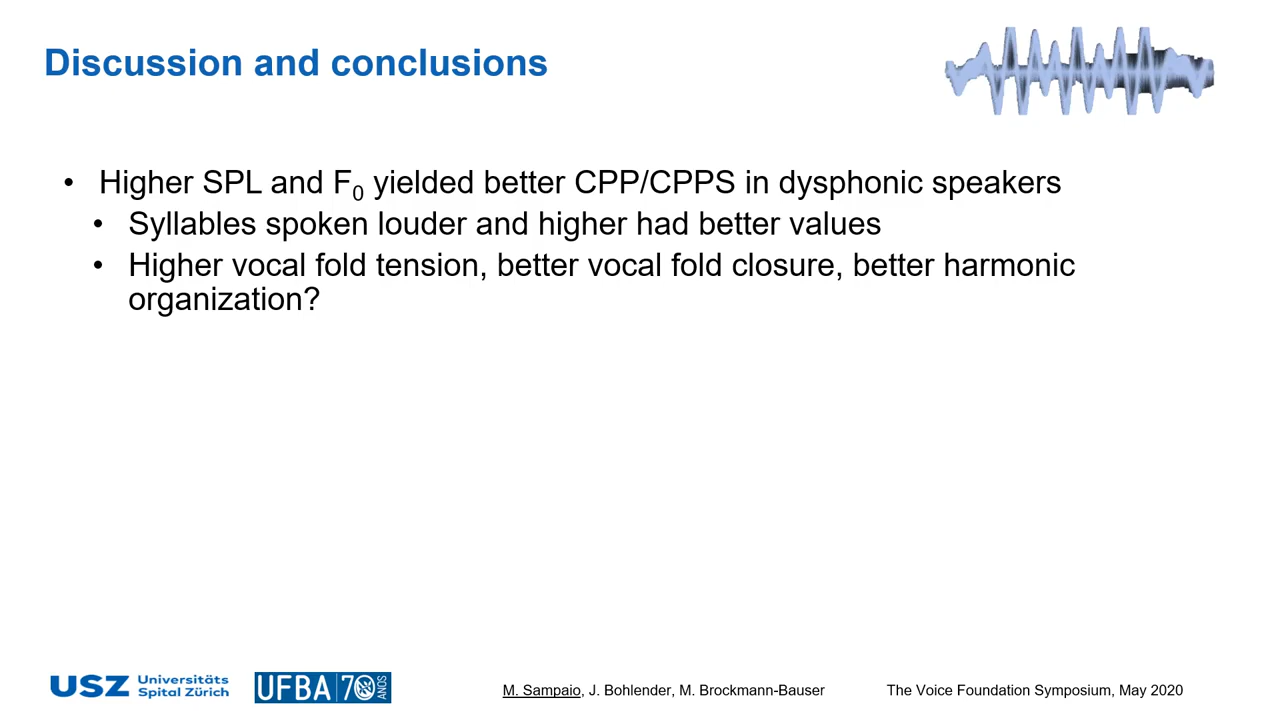 Discussion and conclusions
• Higher SPL and F0 yielded better CPP/CPPS in dysphonic speakers
• Syllables spoken louder and higher had better values
• Higher vocal fold tension, better vocal fold closure, better harmonic
organization?
USZ Universitäts
Spital Zürich
UFBA 70 ANOS
M. Sampaio, J. Bohlender, M. Brockmann-Bauser
The Voice Foundation Symposium, May 2020